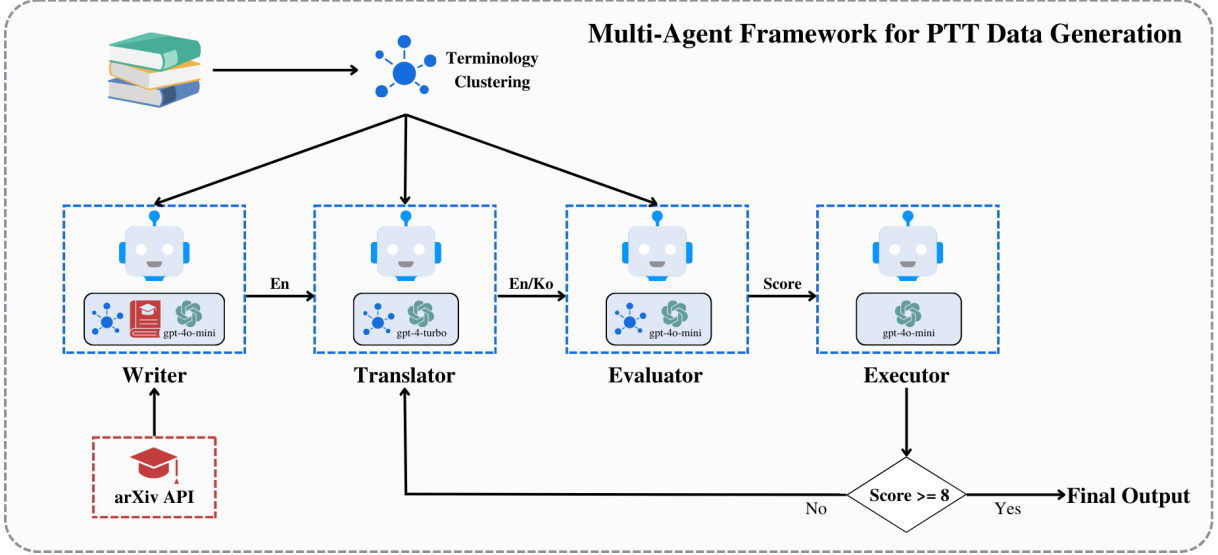 Multi-Agent Framework for PTT Data Generation
Terminology
Clustering
En
En/Ko
Score
gpt-4o-mini
gpt-4-turbo
gpt-4o-mini
gpt-4o-mini
Writer
Translator
Evaluator
Executor
arXiv API
Score >= 8
No
Yes
Final Output